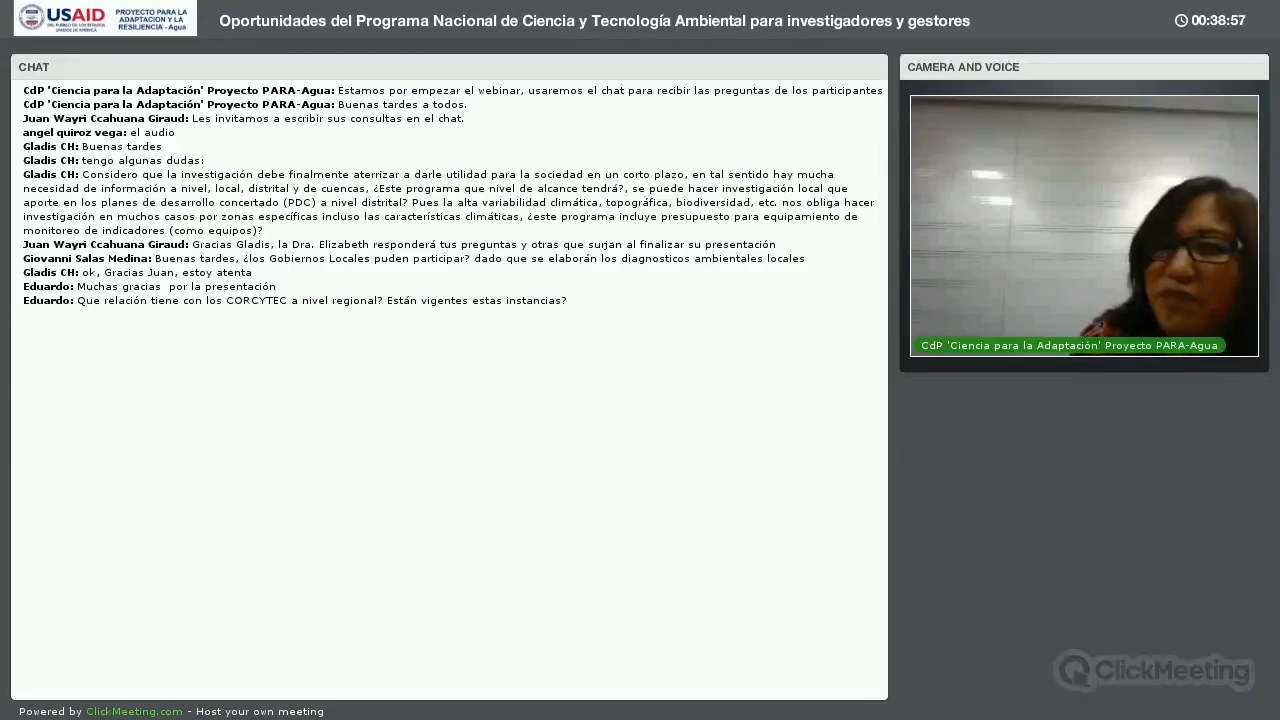 USAID
DEL PUEBLO DE LOS ESTADOS
UNIDOS DE AMÉRICA
PROYECTO PARA LA
ADAPTACIÓN Y LA
RESILIENCIA - Agua
Oportunidades del Programa Nacional de Ciencia y Tecnología Ambiental para investigadores y gestores
00:38:57
CHAT
CdP 'Ciencia para la Adaptación' Proyecto PARA-Agua: Estamos por empezar el webinar, usaremos el chat para recibir las preguntas de los participantes
CdP 'Ciencia para la Adaptación' Proyecto PARA-Agua: Buenas tardes a todos.
Juan Wayri Ccahuana Giraud: Les invitamos a escribir sus consultas en el chat.
angel quiroz vega: el audio
Gladis CH: Buenas tardes
Gladis CH: tengo algunas dudas:
Gladis CH: Considero que la investigación debe finalmente aterrizar a darle utilidad para la sociedad en un corto plazo, en tal sentido hay mucha
necesidad de información a nivel, local, distrital y de cuencas, ¿Este programa que nivel de alcance tendrá?, se puede hacer investigación local que
aporte en los planes de desarrollo concertado (PDC) a nivel distrital? Pues la alta variabilidad climática, topográfica, biodiversidad, etc. nos obliga hacer
investigación en muchos casos por zonas específicas incluso las características climáticas, ¿este programa incluye presupuesto para equipamiento de
monitoreo de indicadores (como equipos)?
Juan Wayri Ccahuana Giraud: Gracias Gladis, la Dra. Elizabeth responderá tus preguntas y otras que surjan al finalizar su presentación
Giovanni Salas Medina: Buenas tardes, ¿los Gobiernos Locales puden participar? dado que se elaborán los diagnosticos ambientales locales
Gladis CH: ok, Gracias Juan, estoy atenta
Eduardo: Muchas gracias  por la presentación
Eduardo: Que relación tiene con los CORCYTEC a nivel regional? Están vigentes estas instancias?
CAMERA AND VOICE
CdP 'Ciencia para la Adaptación' Proyecto PARA-Agua
ClickMeeting
Powered by ClickMeeting.com - Host your own meeting